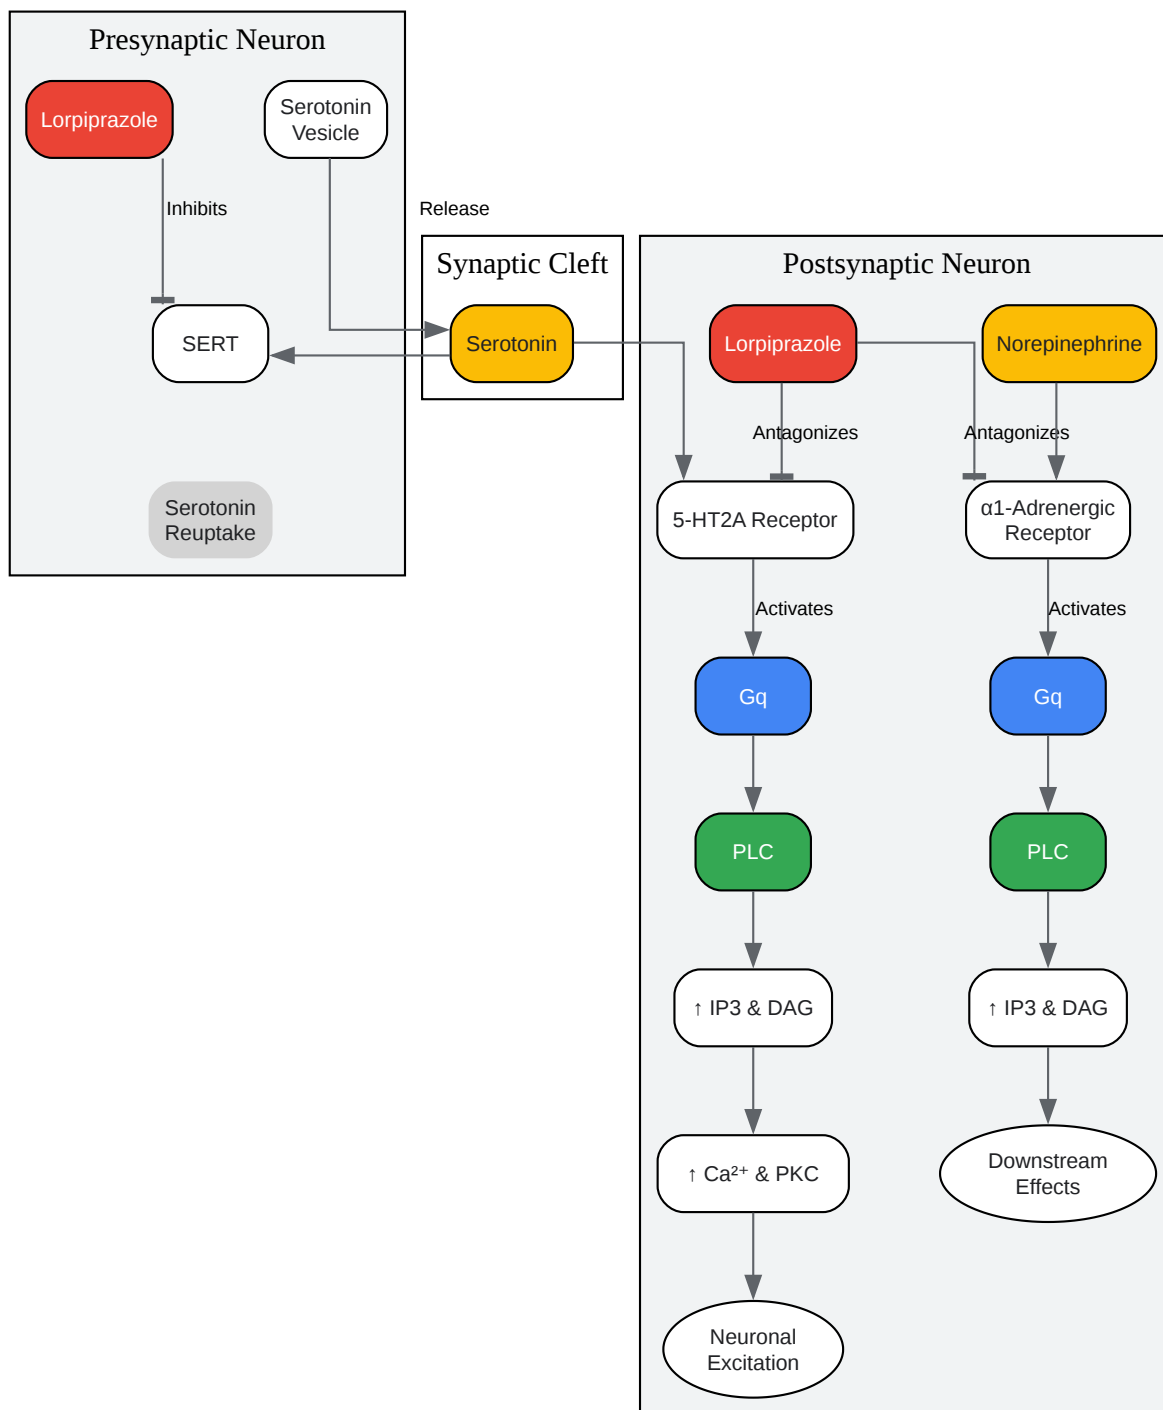 Presynaptic Neuron
Lorpiprazole
Serotonin
Vesicle
Inhibits
Release
SERT
Serotonin
Reuptake
Synaptic Cleft
Serotonin
Postsynaptic Neuron
Lorpiprazole
Norepinephrine
Antagonizes
Antagonizes
5-HT2A Receptor
α1-Adrenergic
Receptor
Activates
Activates
Gq
Gq
PLC
PLC
↑ IP3 & DAG
↑ IP3 & DAG
↑ Ca²⁺ & PKC
Downstream
Effects
Neuronal
Excitation